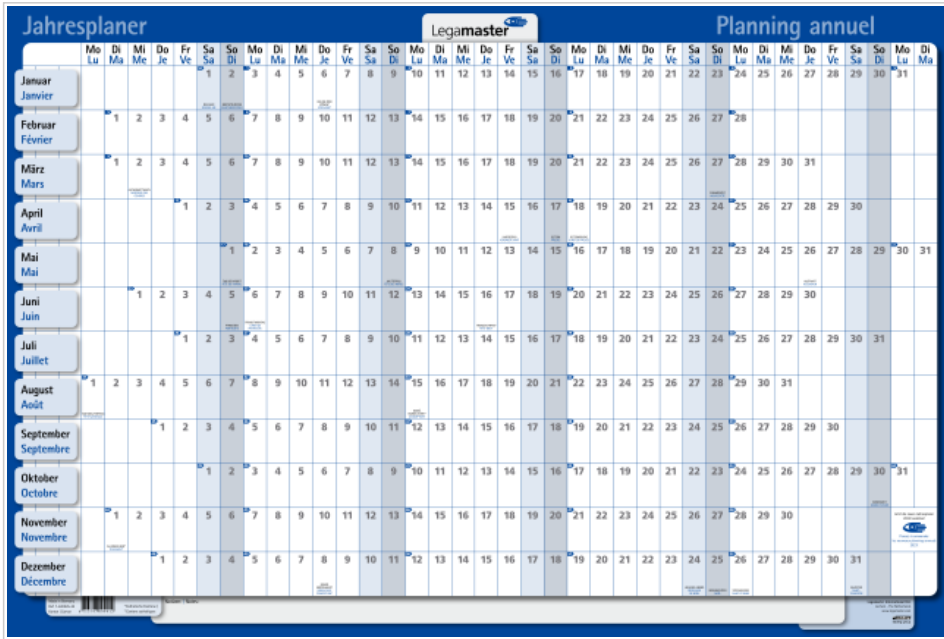 Jahresplaner
Legamaster
Planning annuel
Mo Di Mi Do Fr Sa So Mo Di Mi Do Fr Sa So Mo Di Mi Do Fr Sa So Mo Di Mi Do Fr Sa So Mo Di Mi Do Fr Sa So Mo Di
Lu Ma Me Je Ve Sa Di Lu Ma Me Je Ve Sa Di Lu Ma Me Je Ve Sa Di Lu Ma Me Je Ve Sa Di Lu Ma Me Je Ve Sa Di Lu Ma
Januar 1 2 3 4 5 6 7 8 9 10 11 12 13 14 15 16 17 18 19 20 21 22 23 24 25 26 27 28 29 30 31
Janvier
Februar 1 2 3 4 5 6 7 8 9 10 11 12 13 14 15 16 17 18 19 20 21 22 23 24 25 26 27 28
Février
März 1 2 3 4 5 6 7 8 9 10 11 12 13 14 15 16 17 18 19 20 21 22 23 24 25 26 27 28 29 30 31
Mars
April 1 2 3 4 5 6 7 8 9 10 11 12 13 14 15 16 17 18 19 20 21 22 23 24 25 26 27 28 29 30
Avril
Mai 1 2 3 4 5 6 7 8 9 10 11 12 13 14 15 16 17 18 19 20 21 22 23 24 25 26 27 28 29 30 31
Mai
Juni 1 2 3 4 5 6 7 8 9 10 11 12 13 14 15 16 17 18 19 20 21 22 23 24 25 26 27 28 29 30
Juin
Juli 1 2 3 4 5 6 7 8 9 10 11 12 13 14 15 16 17 18 19 20 21 22 23 24 25 26 27 28 29 30 31
Juillet
August 1 2 3 4 5 6 7 8 9 10 11 12 13 14 15 16 17 18 19 20 21 22 23 24 25 26 27 28 29 30 31
Août
September 1 2 3 4 5 6 7 8 9 10 11 12 13 14 15 16 17 18 19 20 21 22 23 24 25 26 27 28 29 30
Septembre
Oktober 1 2 3 4 5 6 7 8 9 10 11 12 13 14 15 16 17 18 19 20 21 22 23 24 25 26 27 28 29 30 31
Octobre
November 1 2 3 4 5 6 7 8 9 10 11 12 13 14 15 16 17 18 19 20 21 22 23 24 25 26 27 28 29 30
Novembre
Dezember 1 2 3 4 5 6 7 8 9 10 11 12 13 14 15 16 17 18 19 20 21 22 23 24 25 26 27 28 29 30 31
Décembre